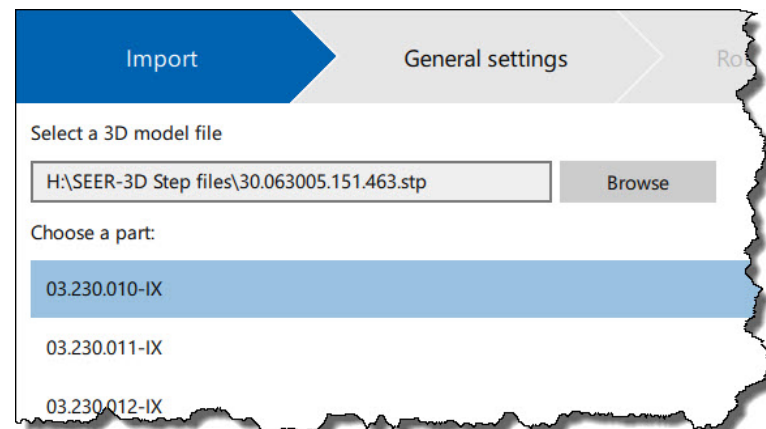 Import General settings
Select a 3D model file
H:\SEER-3D Step files\30.063005.151.463.stp Browse
Choose a part:
03.230.010-IX
03.230.011-IX
03.230.012-IX